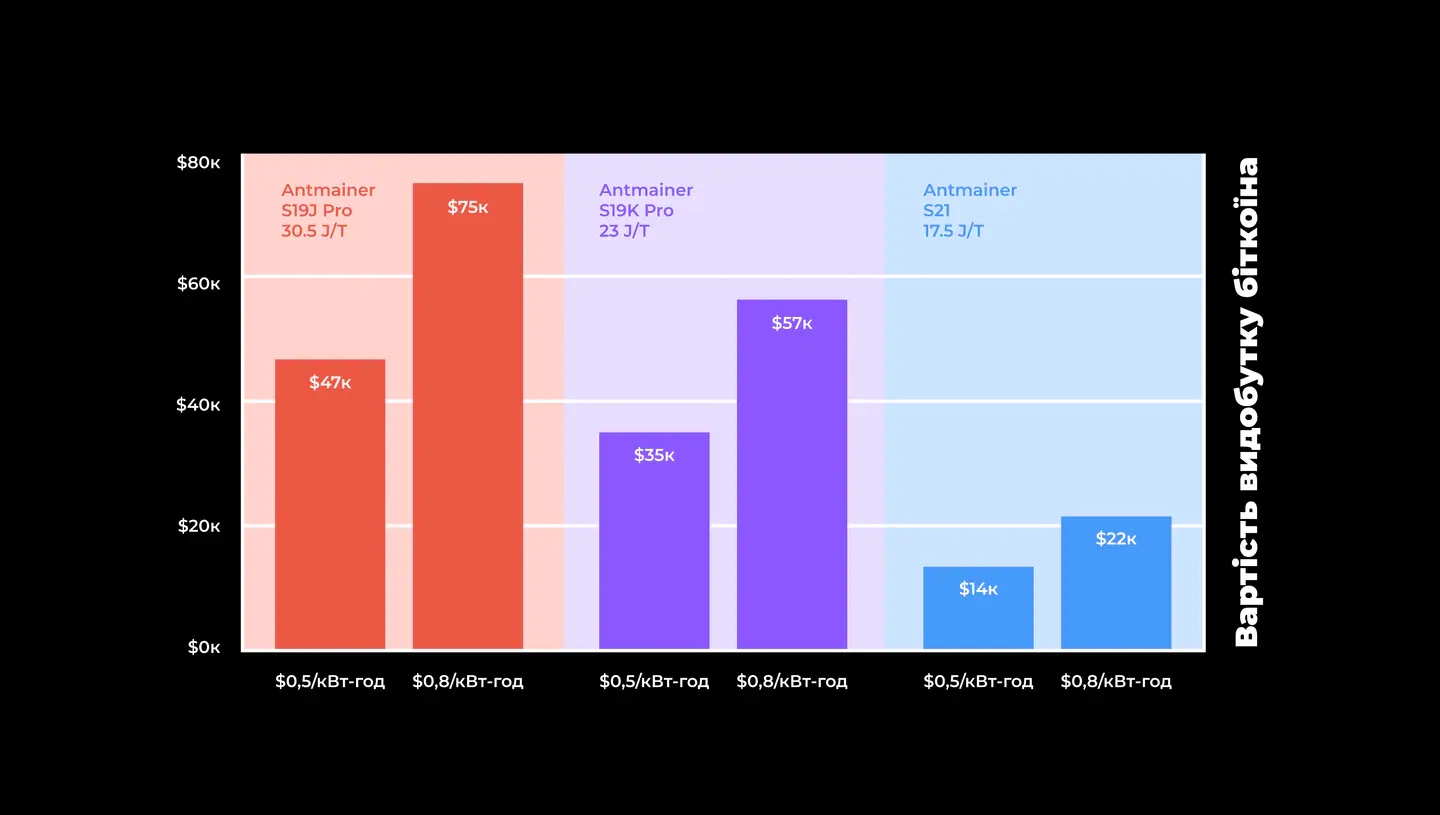 $80к
$60к
$40к
$20к
$0к
Antmainer
S19J Pro
30.5 J/T
$47к
$75к
Antmainer
S19K Pro
23 J/T
$35к
$57к
Antmainer
S21
17.5 J/T
$14к
$22к
$0,5/кВт-год
$0,8/кВт-год
$0,5/кВт-год
$0,8/кВт-год
$0,5/кВт-год
$0,8/кВт-год
Вартість видобутку біткоїна